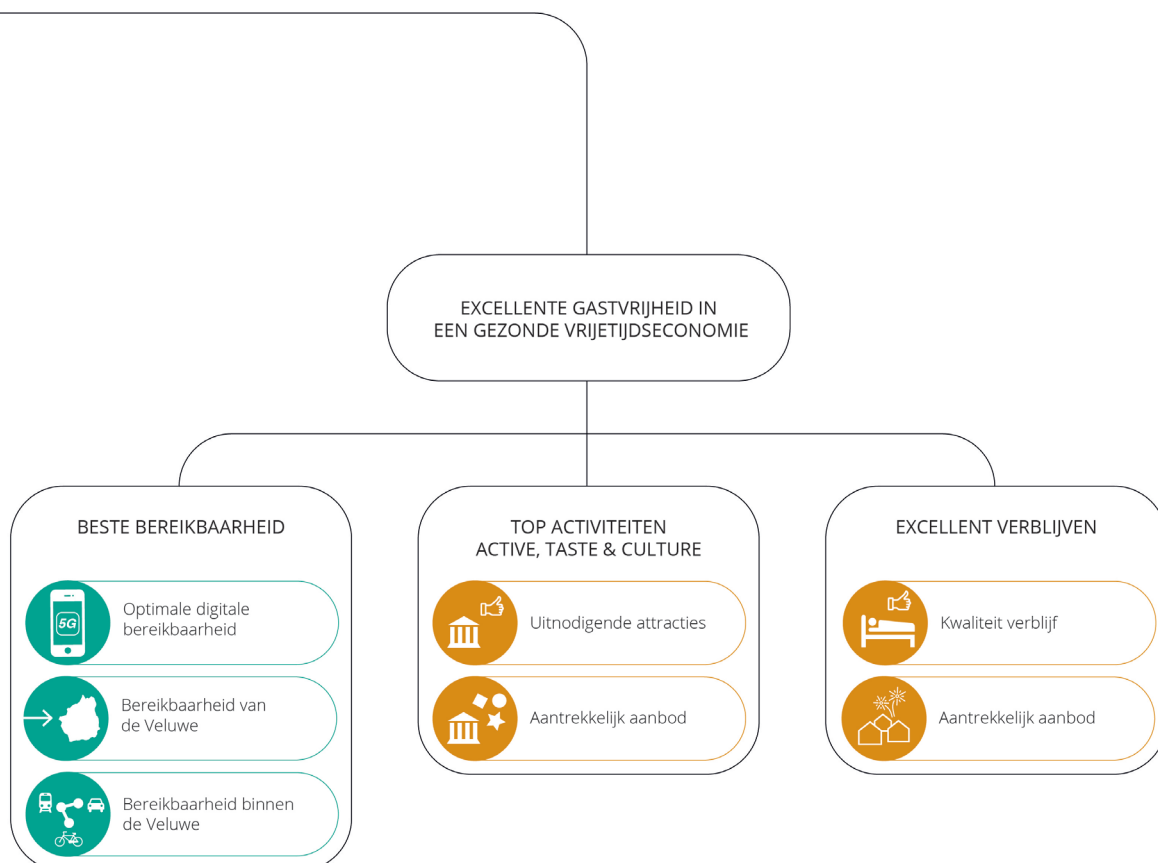 EXCELLENTE GASTVRIJHEID IN
EEN GEZONDE VRIJETIJDSECONOMIE
BESTE BEREIKBAARHEID
5G
Optimale digitale
bereikbaarheid
Bereikbaarheid van
de Veluwe
Bereikbaarheid binnen
de Veluwe
TOP ACTIVITEITEN
ACTIVE, TASTE & CULTURE
Uitnodigende attracties
Aantrekkelijk aanbod
EXCELLENT VERBLIJVEN
Kwaliteit verblijf
Aantrekkelijk aanbod